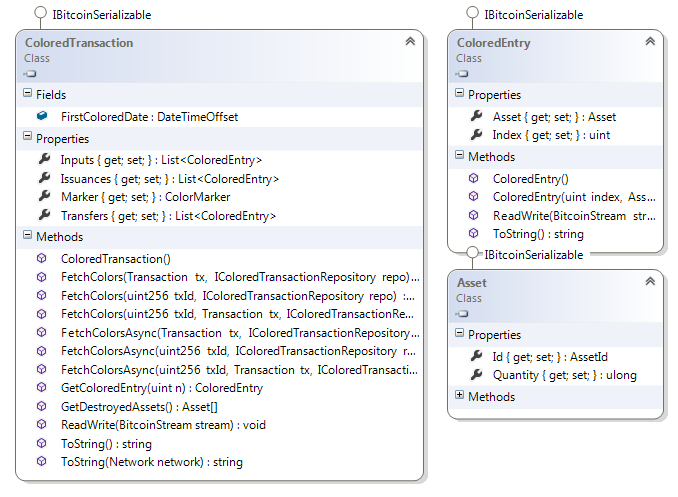 IBitcoinSerializable
ColoredTransaction
Class
Fields
FirstColoredDate : DateTimeOffset
Properties
Inputs { get; set; } : List<ColoredEntry>
Issuances { get; set; } : List<ColoredEntry>
Marker { get; set; } : ColorMarker
Transfers { get; set; } : List<ColoredEntry>
Methods
ColoredTransaction()
FetchColors(Transaction tx, IColoredTransactionRepository repo)...
FetchColors(uint256 txId, IColoredTransactionRepository repo) :...
FetchColors(uint256 txId, Transaction tx, IColoredTransactionRe...
FetchColorsAsync(Transaction tx, IColoredTransactionRepository...
FetchColorsAsync(uint256 txId, IColoredTransactionRepository r...
FetchColorsAsync(uint256 txId, Transaction tx, IColoredTransacti...
GetColoredEntry(uint n) : ColoredEntry
GetDestroyedAssets() : Asset[]
ReadWrite(BitcoinStream stream) : void
ToString() : string
ToString(Network network) : string
IBitcoinSerializable
ColoredEntry
Class
Properties
Asset { get; set; } : Asset
Index { get; set; } : uint
Methods
ColoredEntry()
ColoredEntry(uint index, Ass...
ReadWrite(BitcoinStream str...
ToString() : string
IBitcoinSerializable
Asset
Class
Properties
Id { get; set; } : AssetId
Quantity { get; set; } : ulong
Methods